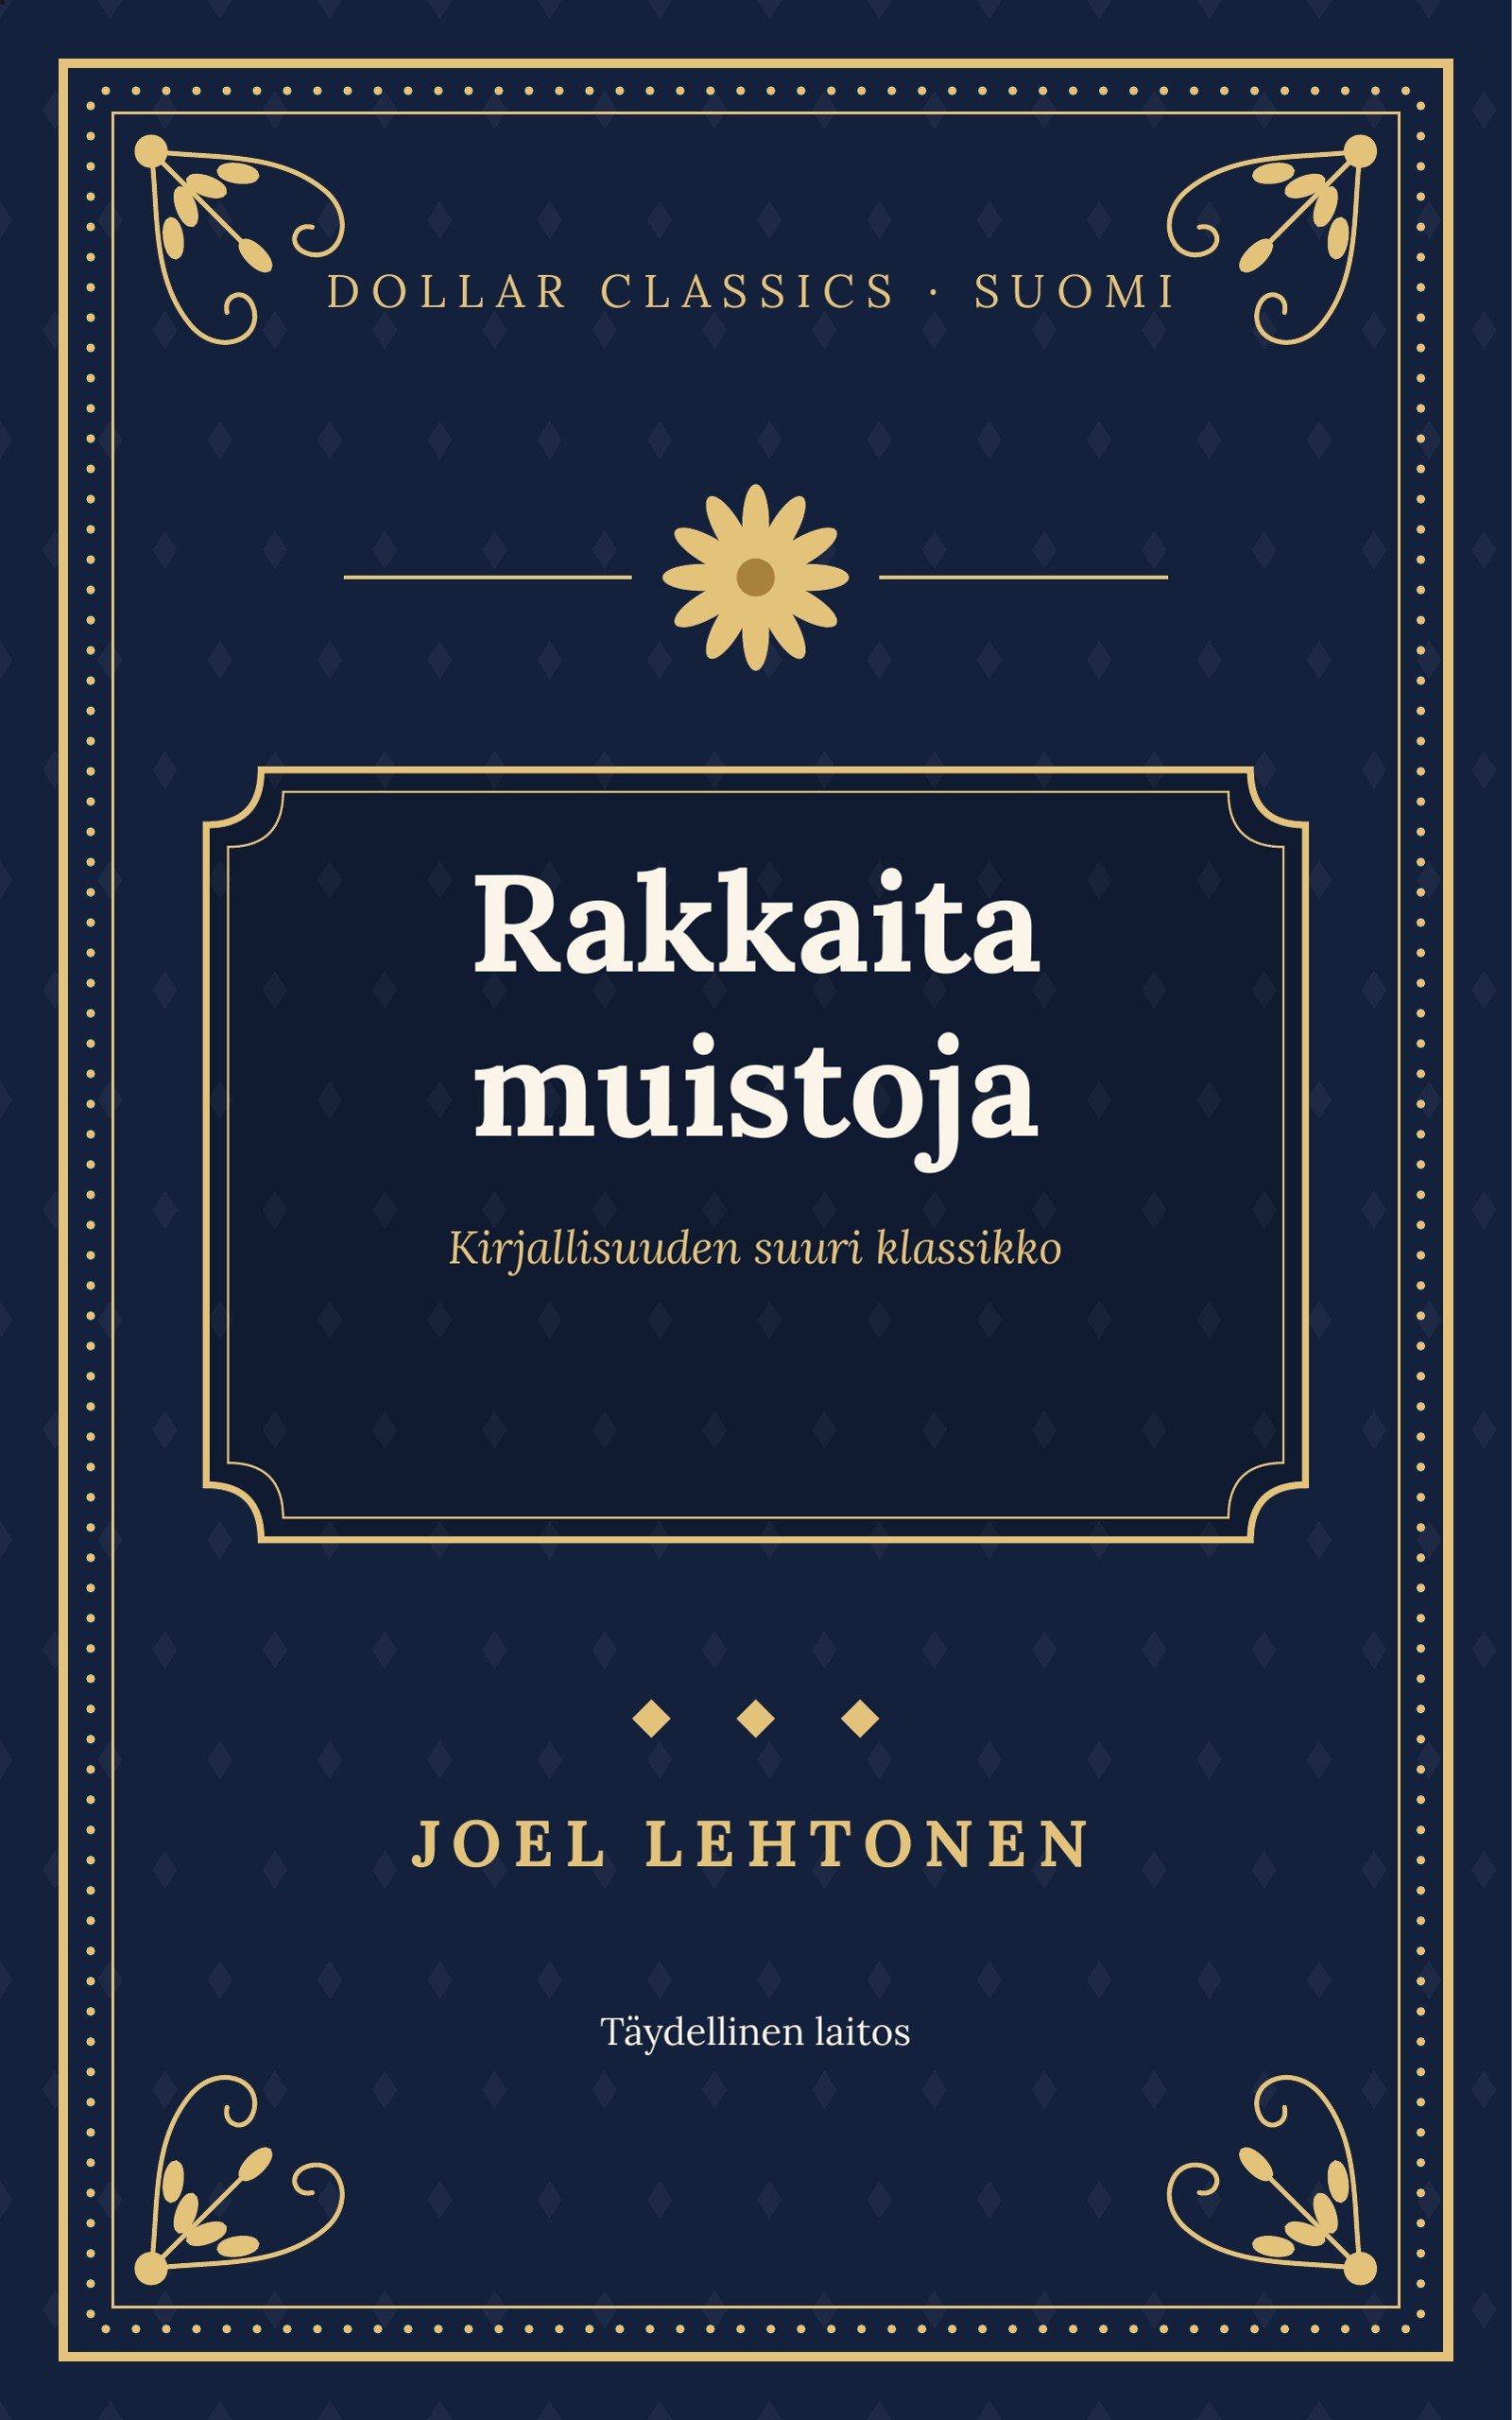 DOLLAR CLASSICS · SUOMI
Rakkaita
muistoja
Kirjallisuuden suuri klassikko
JOEL LEHTONEN
Täydellinen laitos